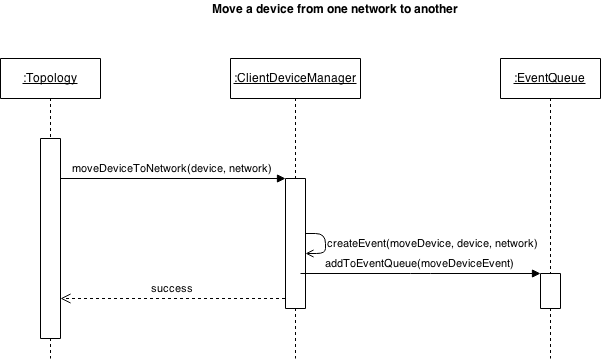 Move a device from one network to another
:Topology
:ClientDeviceManager
:EventQueue
moveDeviceToNetwork(device, network)
createEvent(moveDevice, device, network)
addToEventQueue(moveDeviceEvent)
success